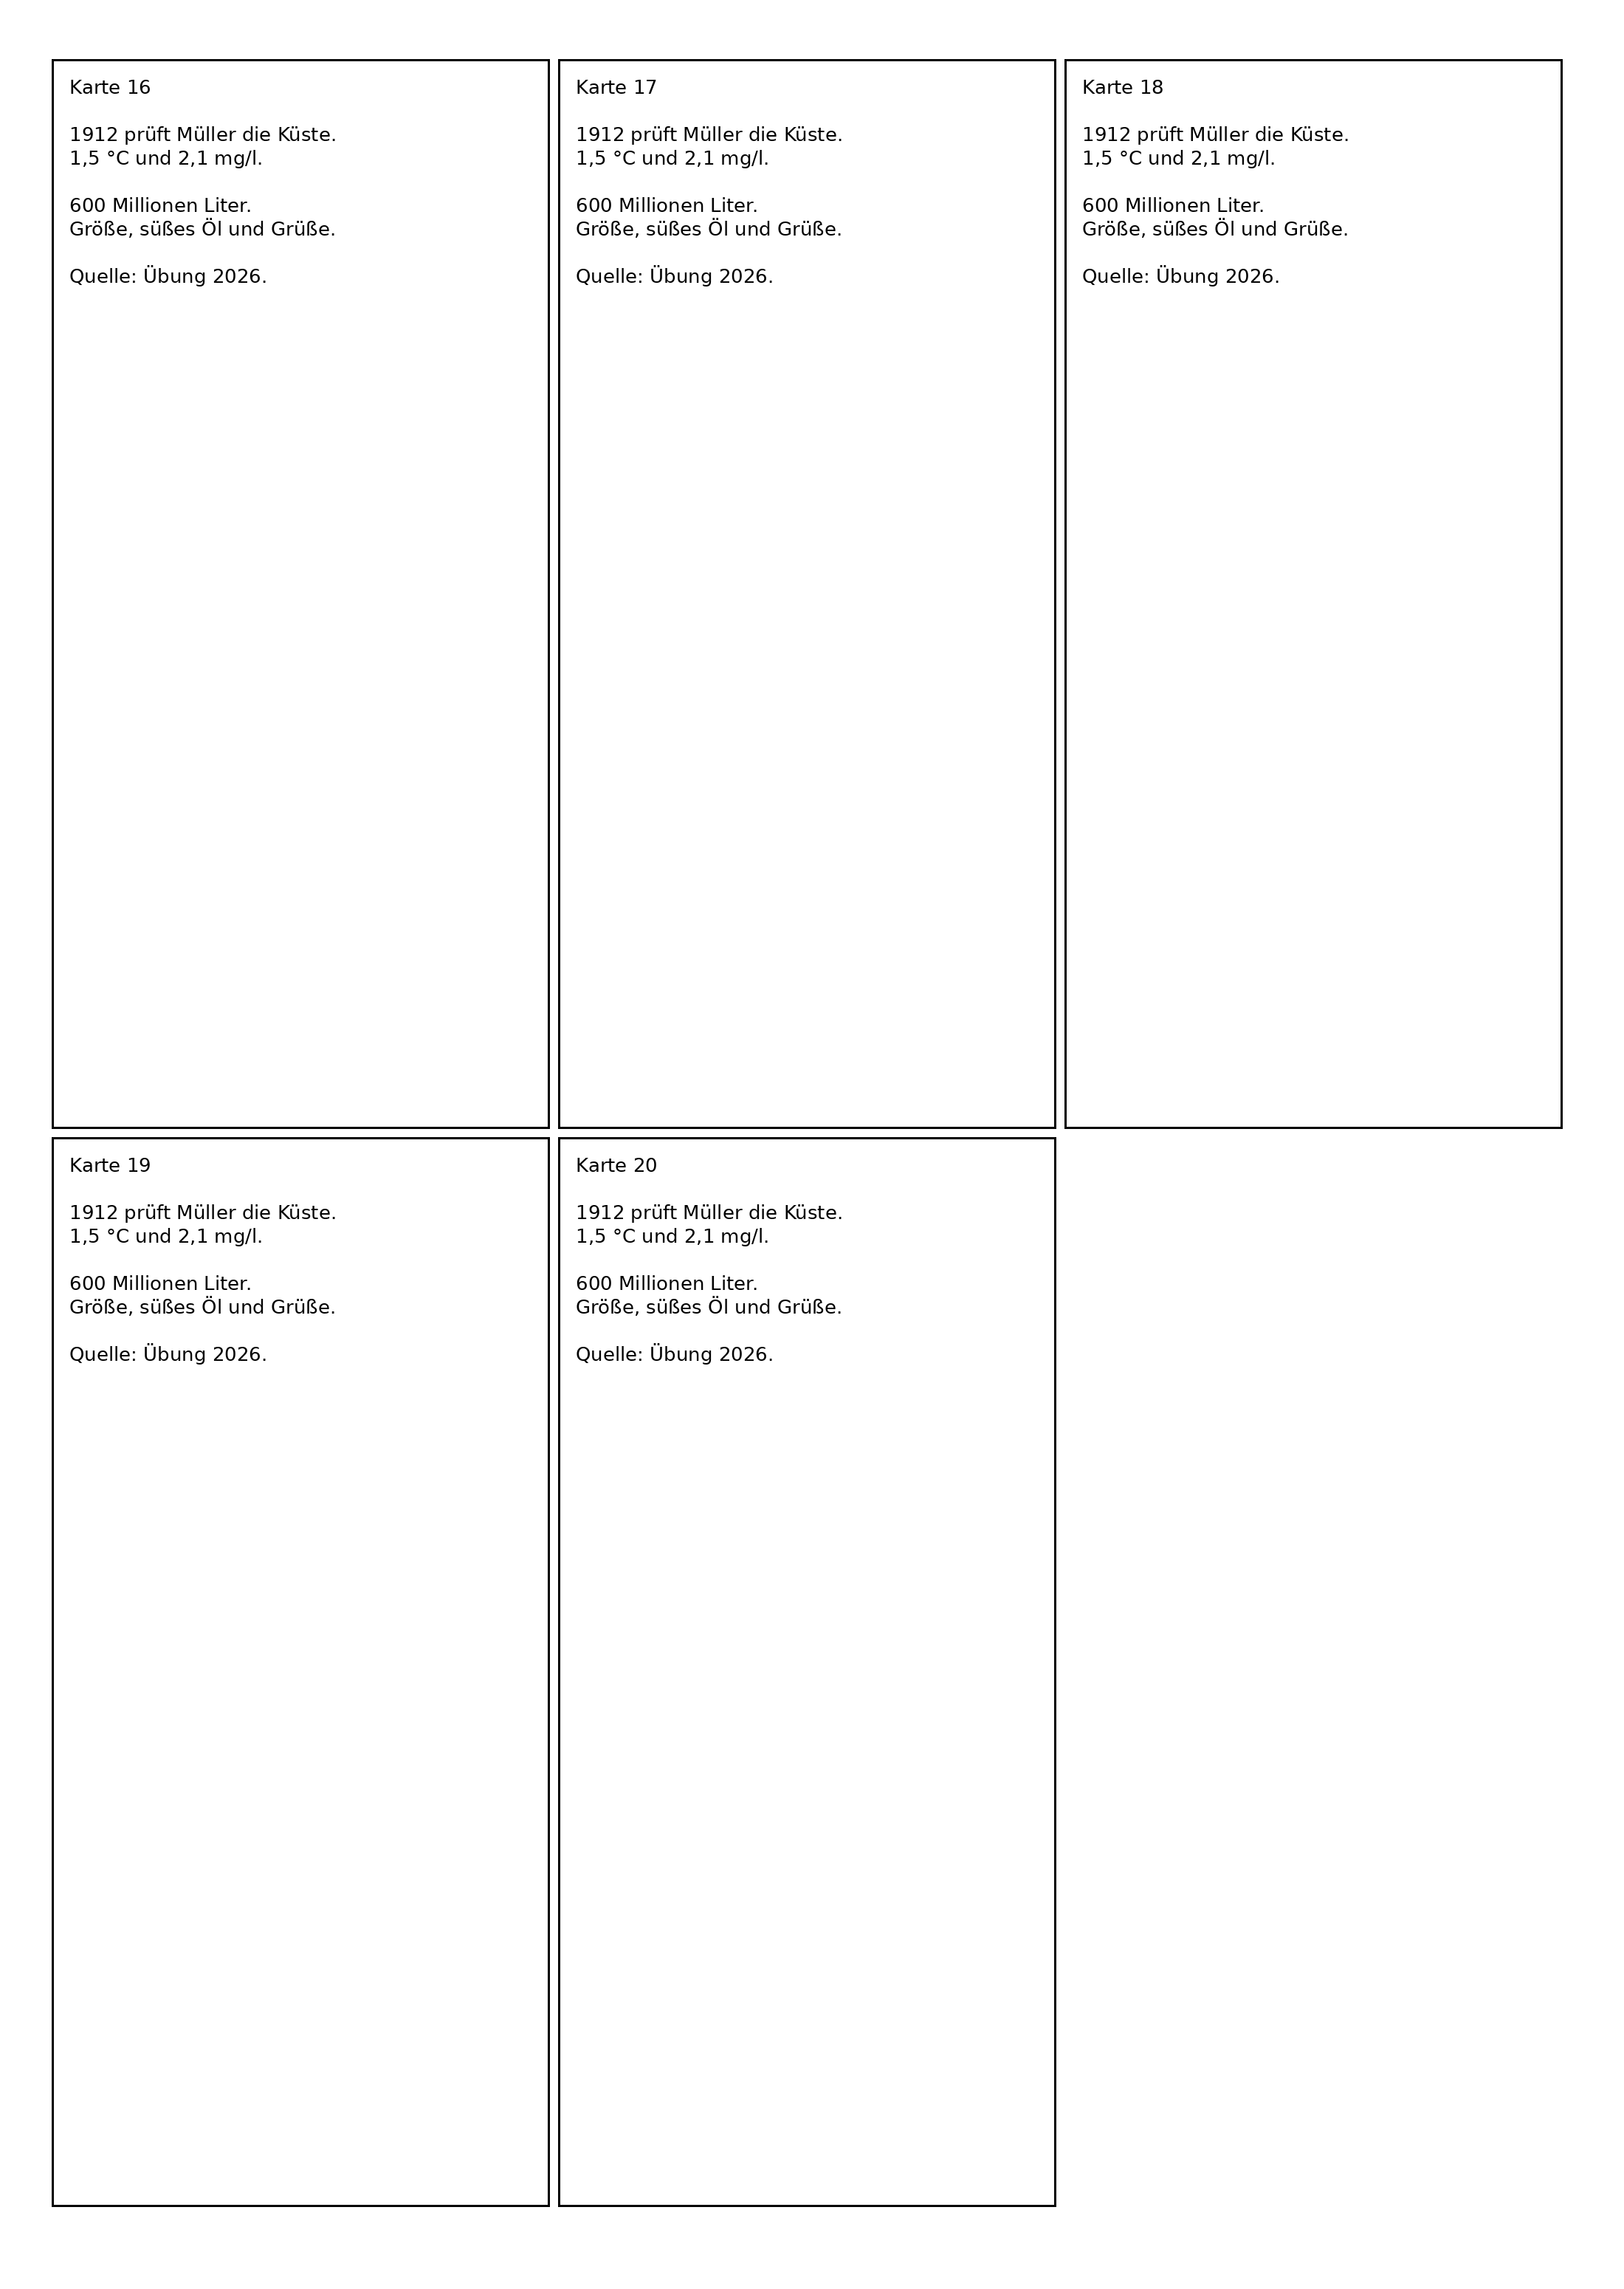 Karte 16
1912 prüft Müller die Küste.
1,5 °C und 2,1 mg/l.
600 Millionen Liter.
Größe, süßes Öl und Grüße.
Quelle: Übung 2026.
Karte 17
1912 prüft Müller die Küste.
1,5 °C und 2,1 mg/l.
600 Millionen Liter.
Größe, süßes Öl und Grüße.
Quelle: Übung 2026.
Karte 18
1912 prüft Müller die Küste.
1,5 °C und 2,1 mg/l.
600 Millionen Liter.
Größe, süßes Öl und Grüße.
Quelle: Übung 2026.
Karte 19
1912 prüft Müller die Küste.
1,5 °C und 2,1 mg/l.
600 Millionen Liter.
Größe, süßes Öl und Grüße.
Quelle: Übung 2026.
Karte 20
1912 prüft Müller die Küste.
1,5 °C und 2,1 mg/l.
600 Millionen Liter.
Größe, süßes Öl und Grüße.
Quelle: Übung 2026.